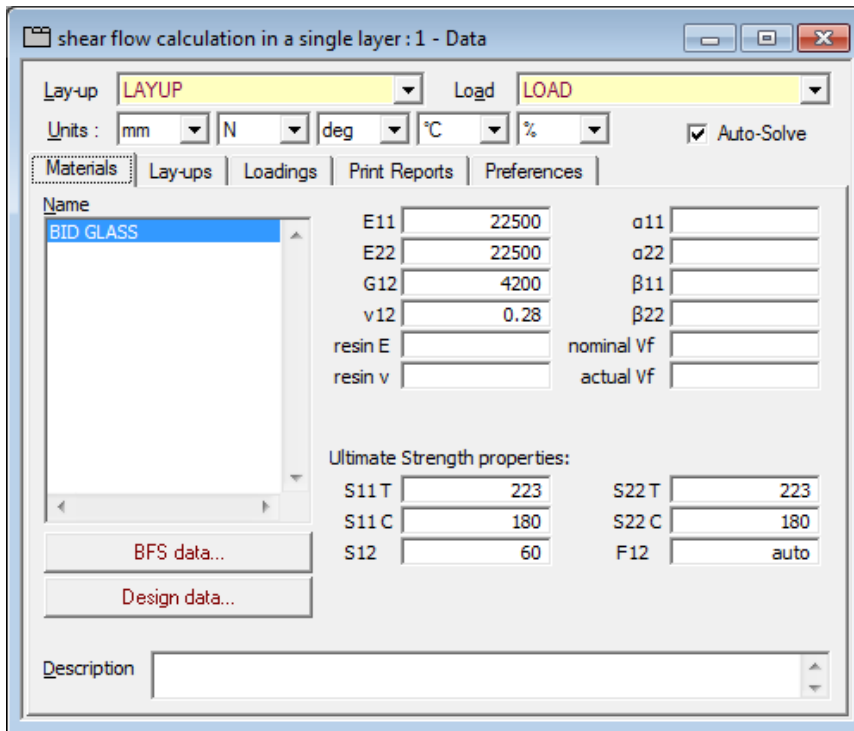 shear flow calculation in a single layer : 1 - Data
Lay-up LAYUP Load LOAD
Units : mm N deg °C % Auto-Solve
Materials Lay-ups Loadings Print Reports Preferences
Name
BID GLASS
E11 22500 α11
E22 22500 α22
G12 4200 β11
ν12 0.28 β22
resin E nominal Vf
resin ν actual Vf
Ultimate Strength properties:
S11 T 223 S22 T 223
S11 C 180 S22 C 180
S12 60 F12 auto
BFS data...
Design data...
Description